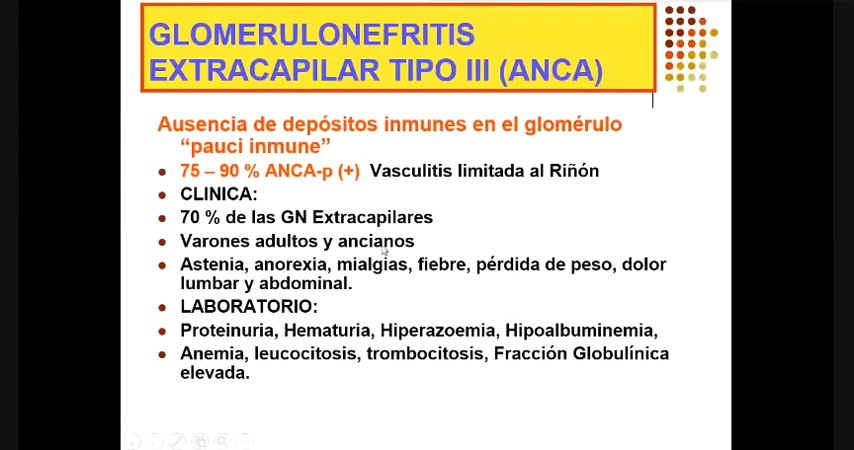 GLOMERULONEFRITIS
EXTRACAPILAR TIPO III (ANCA)
Ausencia de depósitos inmunes en el glomérulo
“pauci inmune”
• 75 – 90 % ANCA-p (+) Vasculitis limitada al Riñón
• CLINICA:
• 70 % de las GN Extracapilares
• Varones adultos y ancianos
• Astenia, anorexia, mialgias, fiebre, pérdida de peso, dolor
lumbar y abdominal.
• LABORATORIO:
• Proteinuria, Hematuria, Hiperazoemia, Hipoalbuminemia,
• Anemia, leucocitosis, trombocitosis, Fracción Globulínica
elevada.